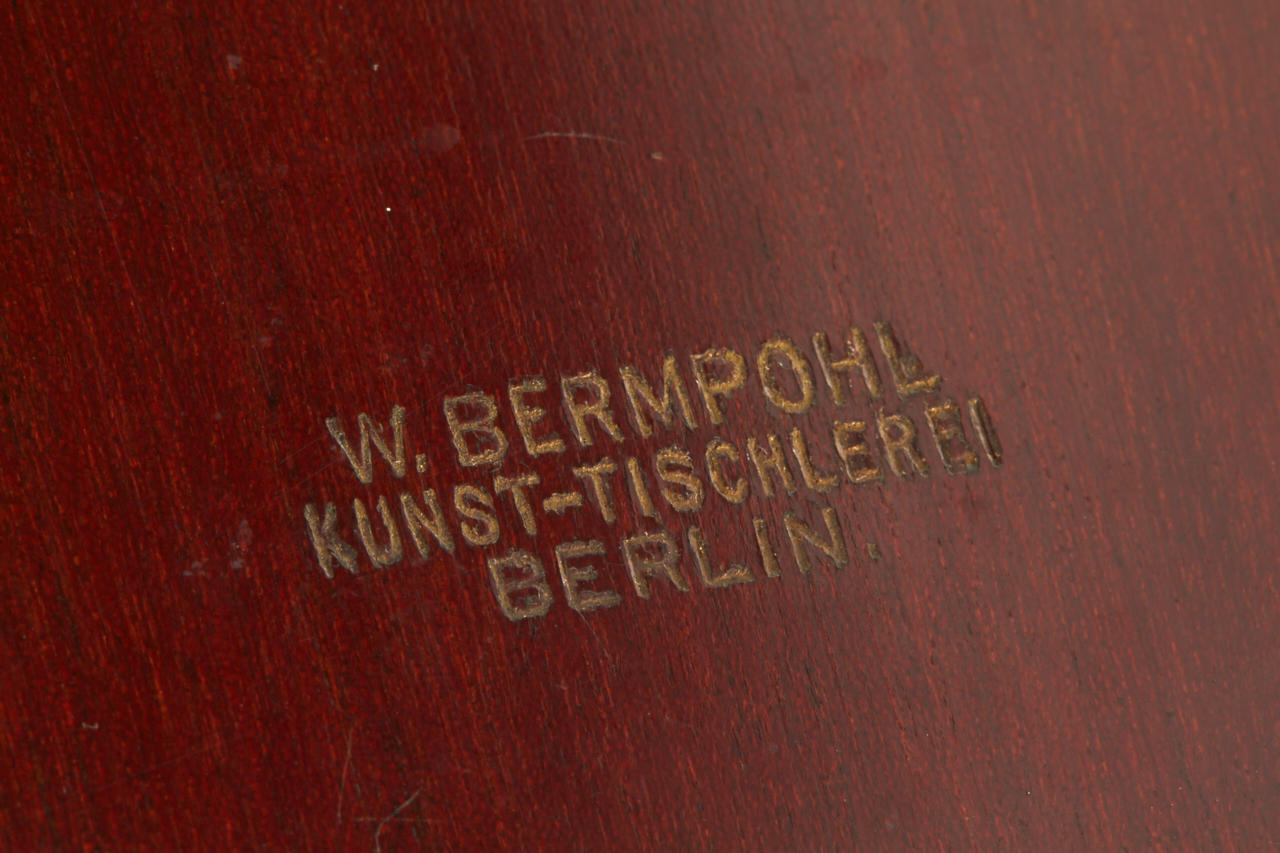 W. BERMPOHL
KUNST-TISCHLEREI
BERLIN.